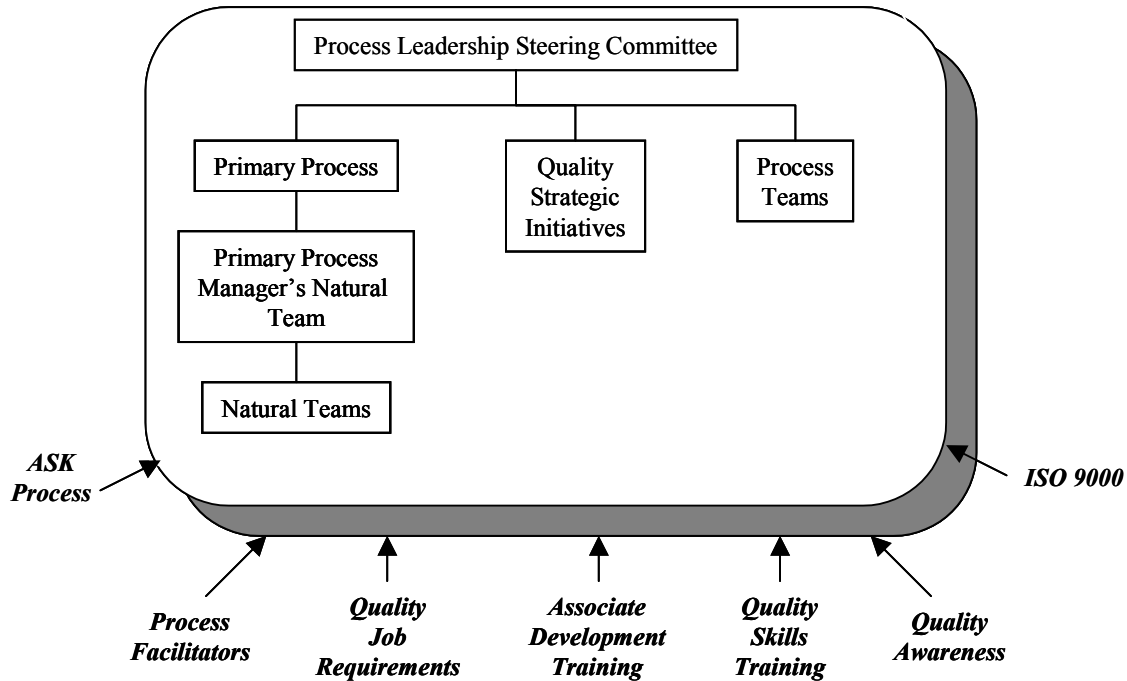 Process Leadership Steering Committee
Primary Process
Quality
Strategic
Initiatives
Process
Teams
Primary Process
Manager's Natural
Team
Natural Teams
ASK
Process
ISO 9000
Process
Facilitators
Quality
Job
Requirements
Associate
Development
Training
Quality
Skills
Training
Quality
Awareness